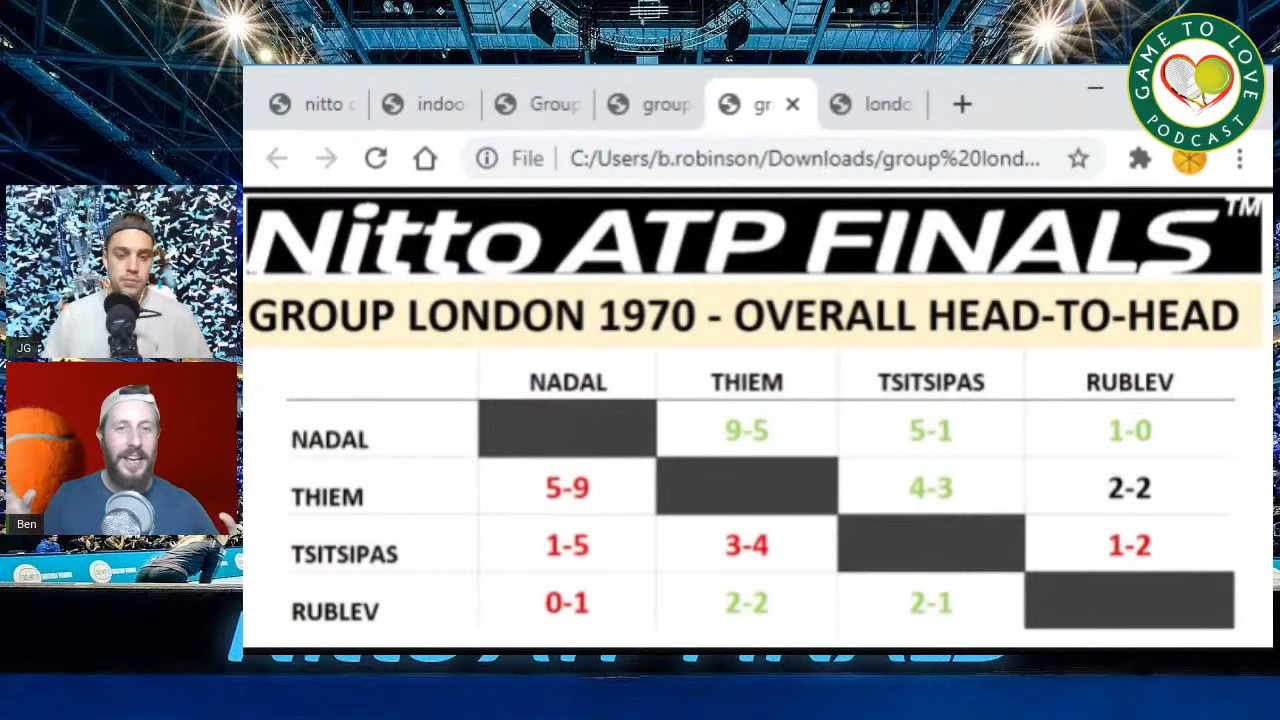 GAME TO LOVE
PODCAST
nitto
indoo
Group
group
gr
londo
File
C:/Users/b.robinson/Downloads/group%20lond...
Nitto ATP FINALS™
GROUP LONDON 1970 - OVERALL HEAD-TO-HEAD
NADAL THIEM TSITSIPAS RUBLEV
NADAL 9-5 5-1 1-0
THIEM 5-9 4-3 2-2
TSITSIPAS 1-5 3-4 1-2
RUBLEV 0-1 2-2 2-1
JG
Ben